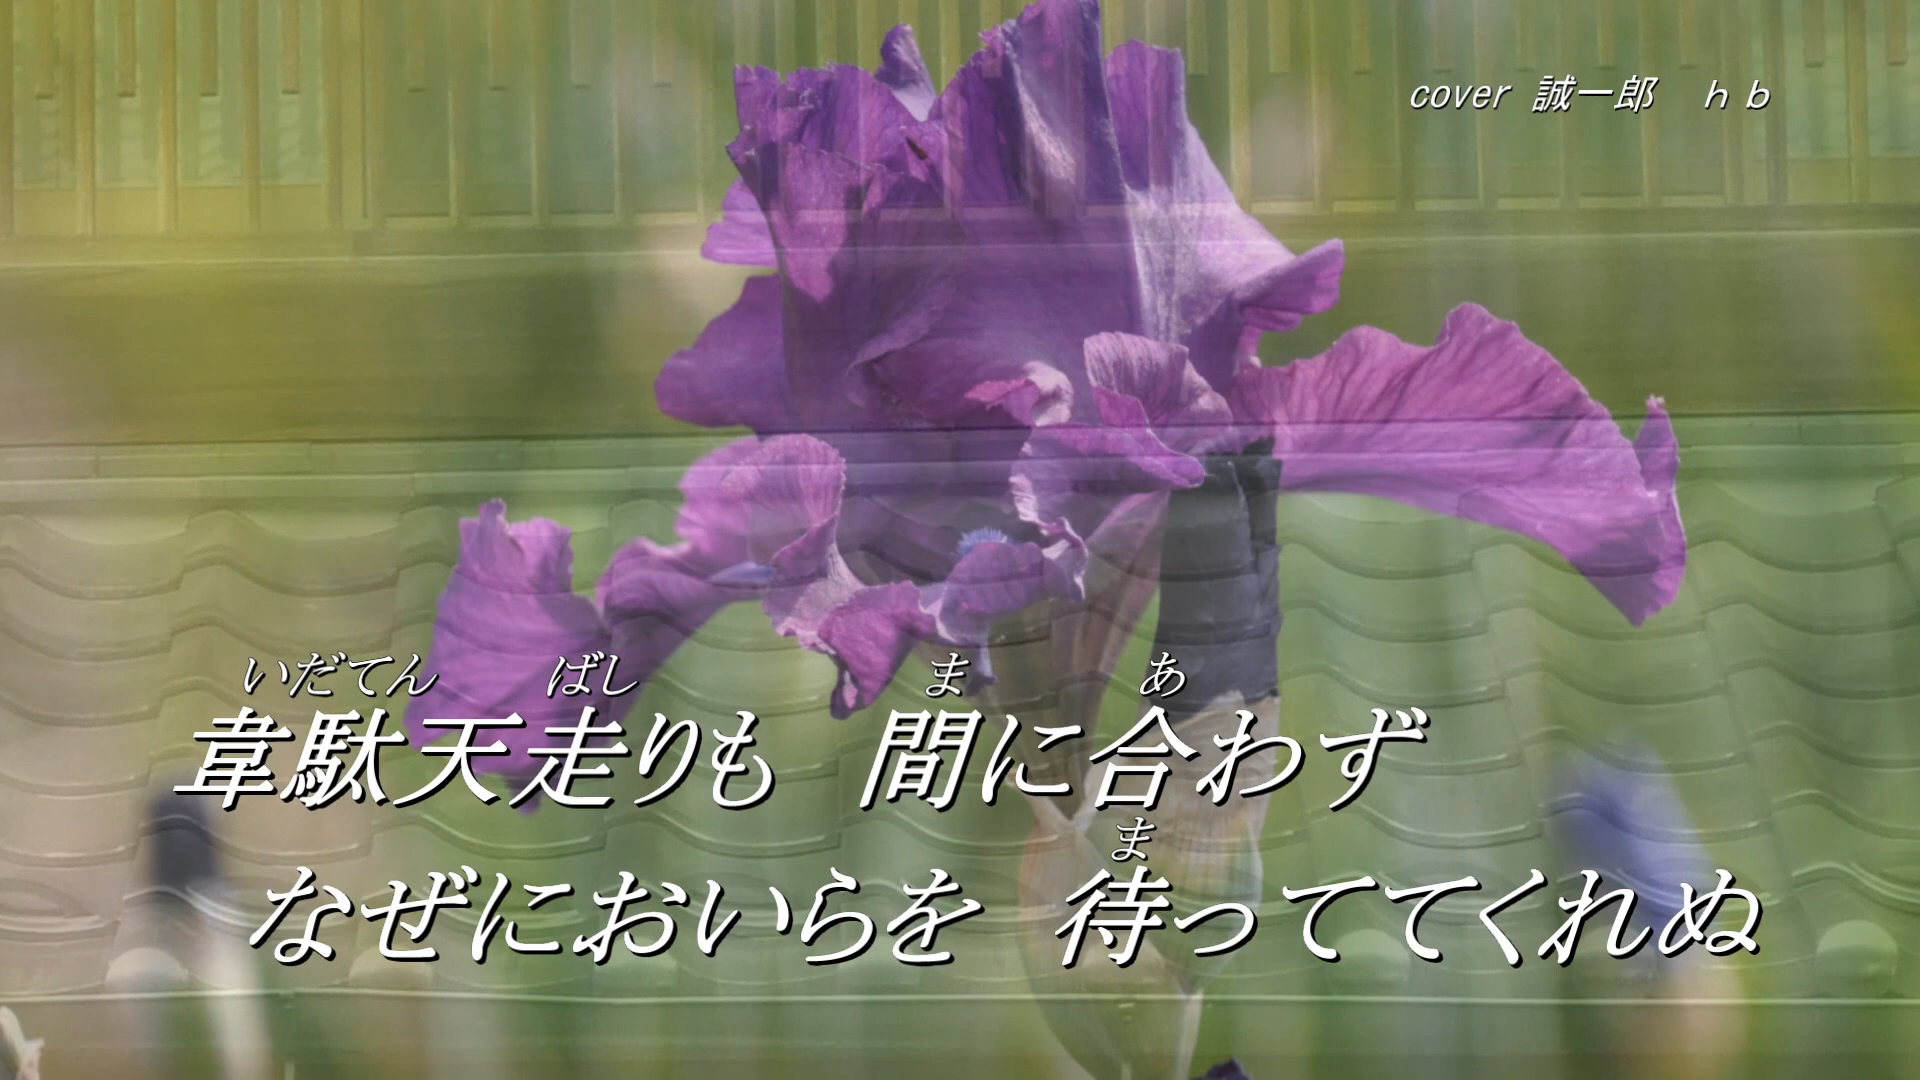 cover 誠一郎　ｈｂ
いだてん ばし ま あ
韋駄天走りも　間に合わず
ま
なぜにおいらを　待っててくれぬ